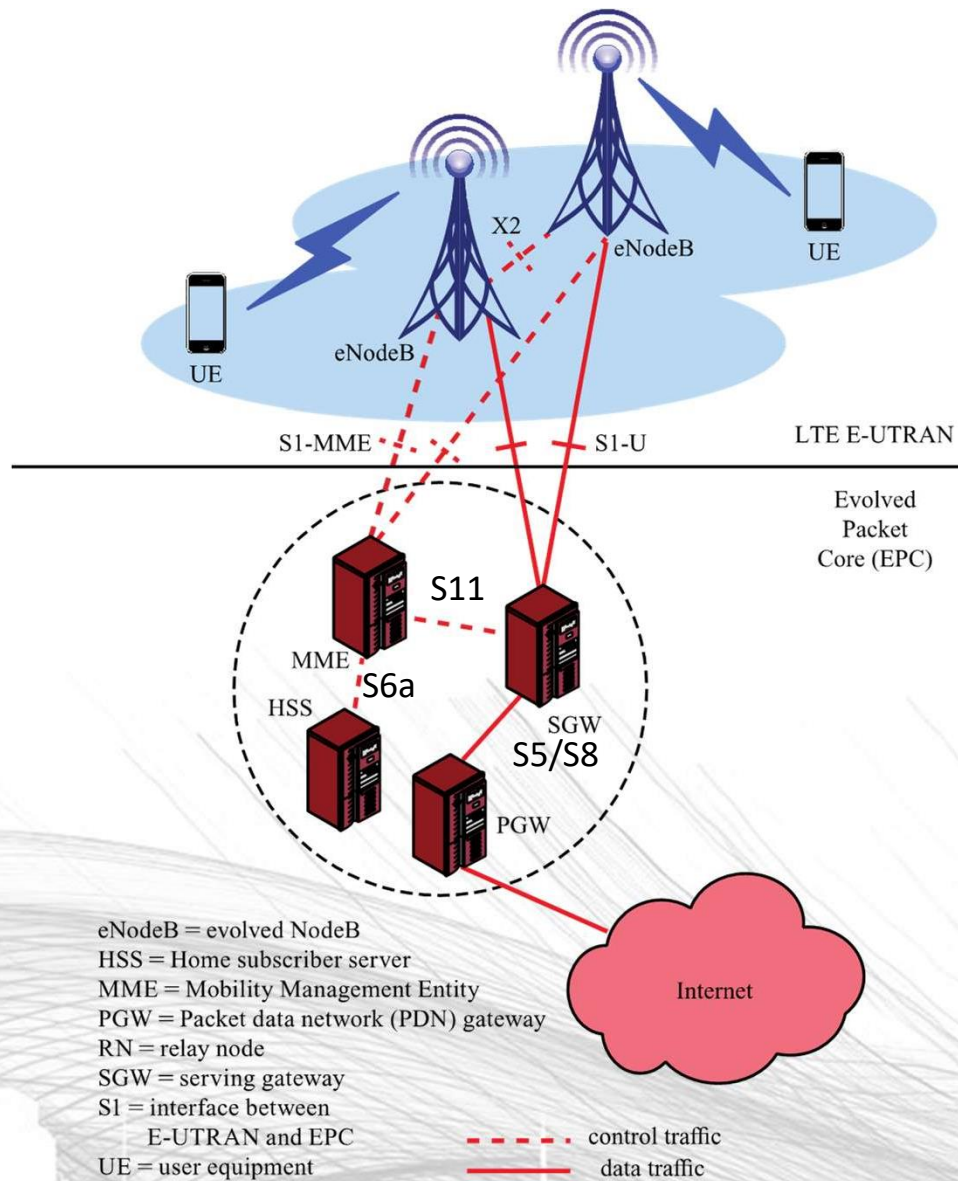 X2
eNodeB
UE
eNodeB
UE
S1-MME
S1-U
LTE E-UTRAN
Evolved
Packet
Core (EPC)
S11
MME
S6a
HSS
SGW
S5/S8
PGW
Internet
eNodeB = evolved NodeB
HSS = Home subscriber server
MME = Mobility Management Entity
PGW = Packet data network (PDN) gateway
RN = relay node
SGW = serving gateway
S1 = interface between
E-UTRAN and EPC
UE = user equipment
control traffic
data traffic